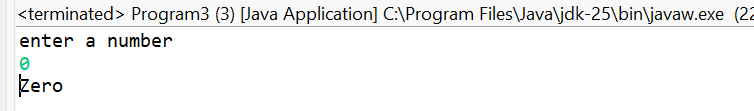 <terminated> Program3 (3) [Java Application] C:\Program Files\Java\jdk-25\bin\javaw.exe (22
enter a number
0
Zero